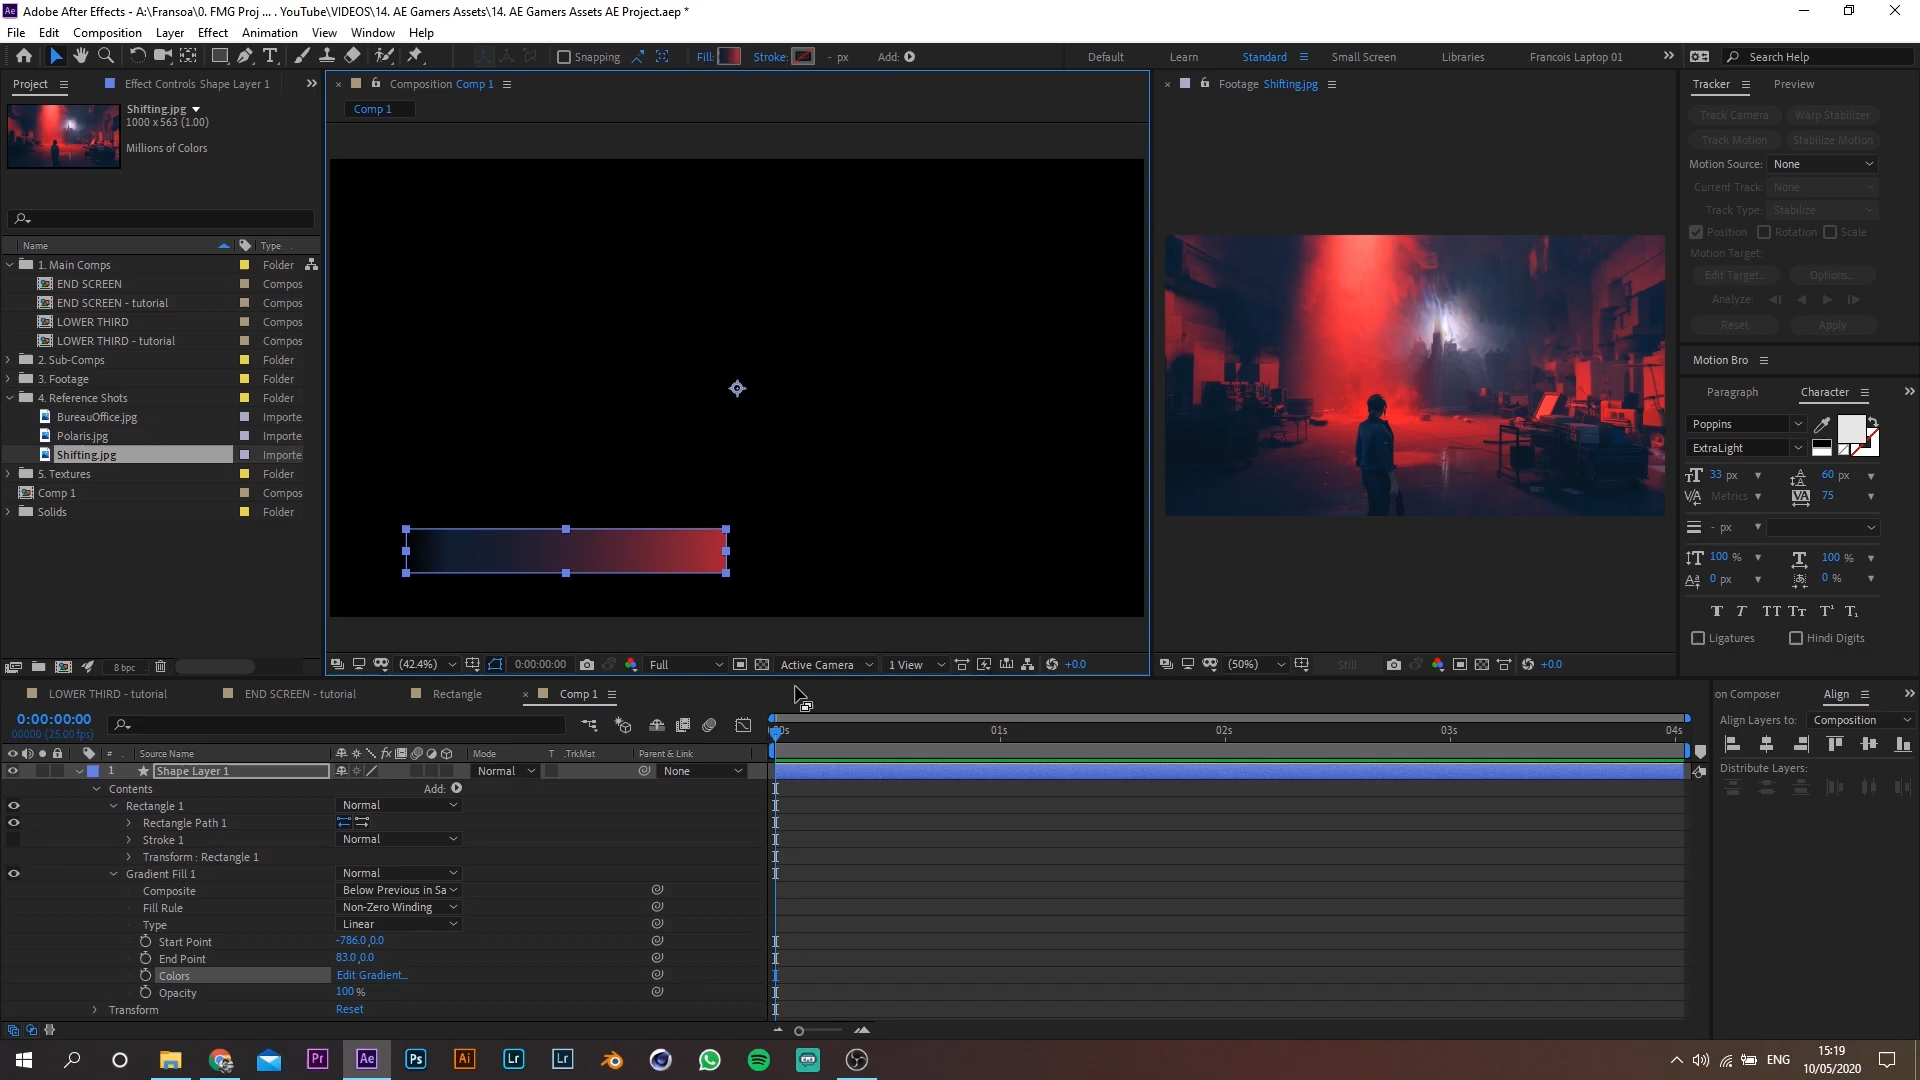 Adobe After Effects - A:\Fransoa\0. FMG Proj ... . YouTube\VIDEOS\14. AE Gamers Assets\14. AE Gamers Assets AE Project.aep *
File Edit Composition Layer Effect Animation View Window Help
Snapping Fill: Stroke: - px Add: Default Learn Standard Small Screen Libraries Francois Laptop 01 Search Help
Project Effect Controls Shape Layer 1 Composition Comp 1 Footage Shifting.jpg Tracker Preview
Shifting.jpg
1000 x 563 (1.00)
Millions of Colors
Comp 1
Track Camera Warp Stabilizer
Track Motion Stabilize Motion
Motion Source: None
Current Track: None
Track Type: Stabilize
Position Rotation Scale
Motion Target:
Edit Target... Options...
Analyze:
Reset Apply
Motion Bro
Paragraph Character
Poppins
ExtraLight
33 px 60 px
Metrics 75
- px
100 % 100 %
0 px 0 %
Ligatures Hindi Digits
Name Type
1. Main Comps Folder
END SCREEN Compos
END SCREEN - tutorial Compos
LOWER THIRD Compos
LOWER THIRD - tutorial Compos
2. Sub-Comps Folder
3. Footage Folder
4. Reference Shots Folder
BureauOffice.jpg Importe
Polaris.jpg Importe
Shifting.jpg Importe
5. Textures Folder
Comp 1 Compos
Solids Folder
8 bpc
(42.4%) 0:00:00:00 Full Active Camera 1 View +0.0
(50%) Still +0.0
LOWER THIRD - tutorial END SCREEN - tutorial Rectangle Comp 1
on Composer Align
Align Layers to: Composition
Distribute Layers:
0:00:00:00
00000 (25.00 fps)
00s 01s 02s 03s 04s
# Source Name Mode T .TrkMat Parent & Link
1 Shape Layer 1 Normal None
Contents Add:
Rectangle 1 Normal
Rectangle Path 1
Stroke 1 Normal
Transform : Rectangle 1
Gradient Fill 1 Normal
Composite Below Previous in Sa
Fill Rule Non-Zero Winding
Type Linear
Start Point -786.0,0.0
End Point 83.0,0.0
Colors Edit Gradient...
Opacity 100 %
Transform Reset
Pr Ae Ps Ai Lr Lr
ENG
15:19
10/05/2020